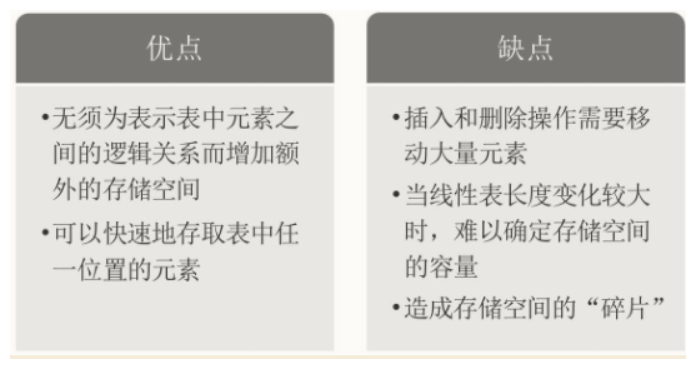 优点
•无须为表示表中元素之
间的逻辑关系而增加额
外的存储空间
•可以快速地存取表中任
一位置的元素
缺点
•插入和删除操作需要移
动大量元素
•当线性表长度变化较大
时，难以确定存储空间
的容量
•造成存储空间的“碎片”